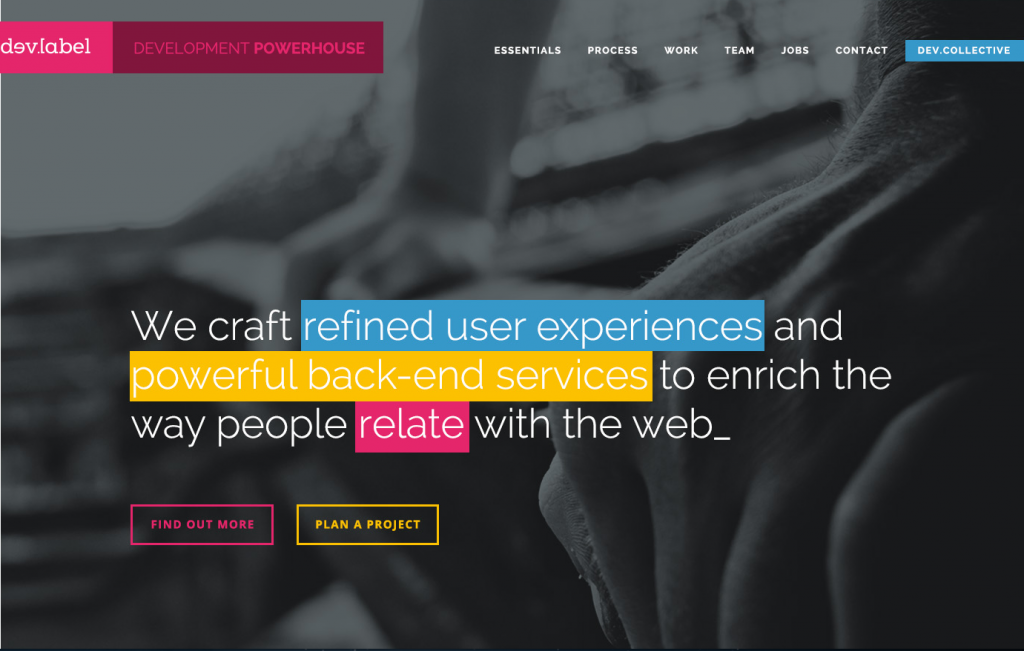 dev.label
DEVELOPMENT POWERHOUSE
ESSENTIALS PROCESS WORK TEAM JOBS CONTACT DEV.COLLECTIVE
We craft refined user experiences and
powerful back-end services to enrich the
way people relate with the web_
FIND OUT MORE PLAN A PROJECT